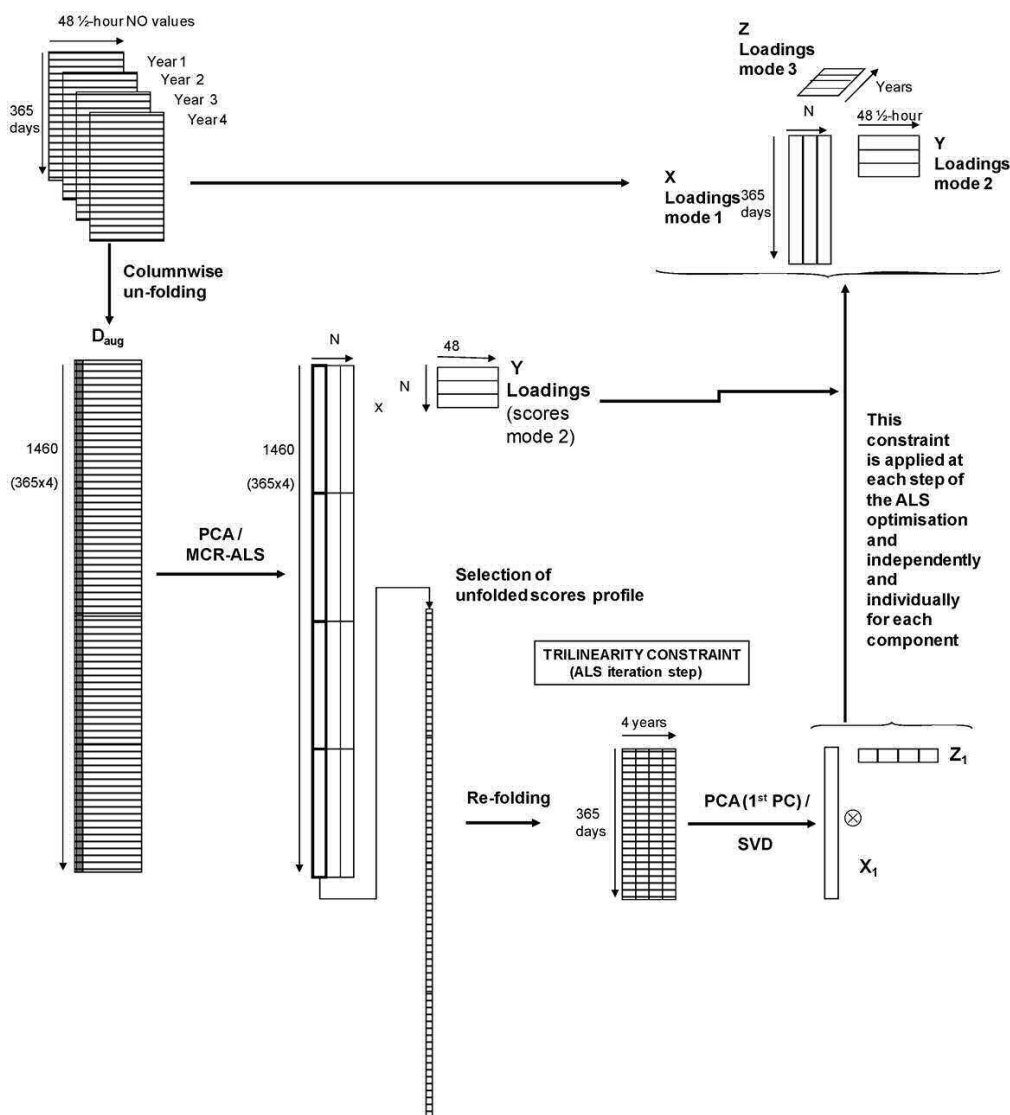 48 ½-hour NO values
Year 1
Year 2
Year 3
Year 4
365
days
Z
Loadings
mode 3
Years
N
48 ½-hour
Y
Loadings
mode 2
X
Loadings
mode 1
365
days
Columnwise
un-folding
Daug
N
48
N
x
Y
Loadings
(scores
mode 2)
1460
(365x4)
1460
(365x4)
PCA /
MCR-ALS
This
constraint
is applied at
each step of
the ALS
optimisation
and
independently
and
individually
for each
component
Selection of
unfolded scores profile
TRILINEARITY CONSTRAINT
(ALS iteration step)
4 years
Z1
Re-folding
365
days
PCA (1st PC) /
SVD
X1